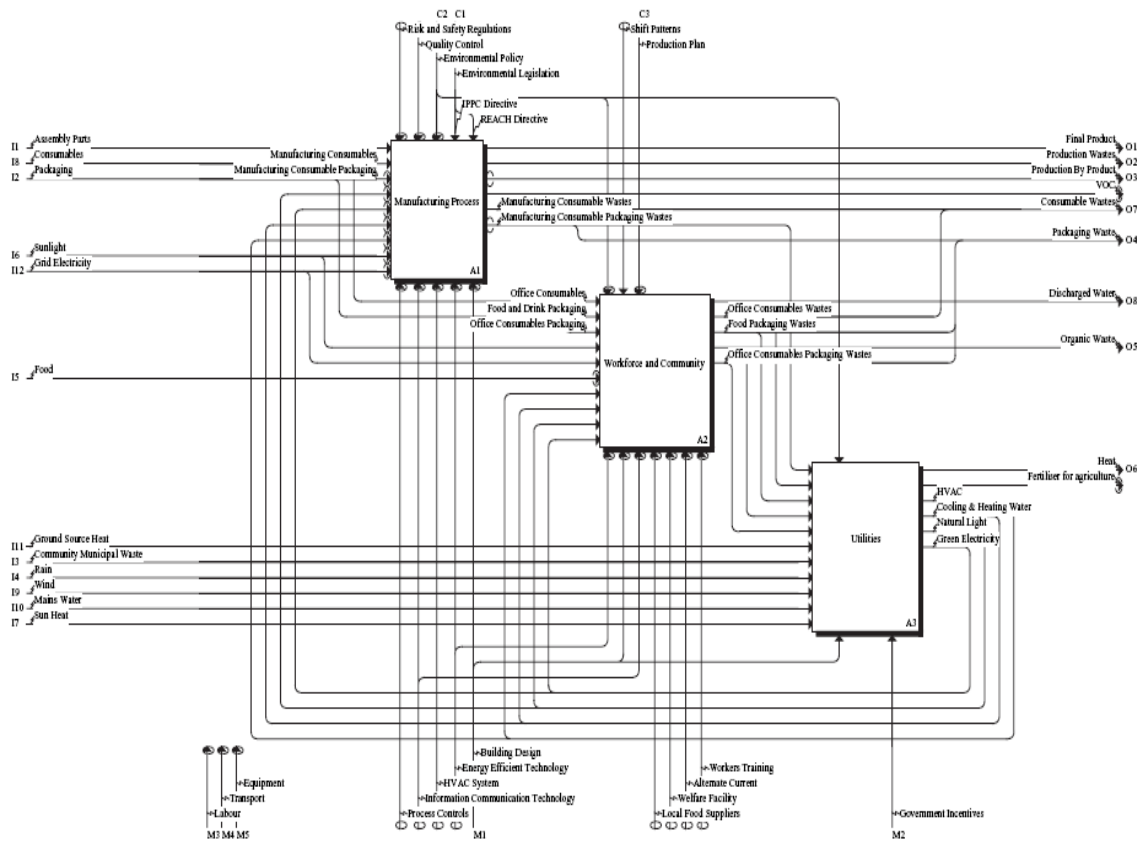 C2 C1
C3
Risk and Safety Regulations
Shift Patterns
Quality Control
Production Plan
Environmental Policy
Environmental Legislation
IPPC Directive
REACH Directive
I1 Assembly Parts
Final Product O1
I8 Consumables
Manufacturing Consumables
Production Wastes O2
I2 Packaging
Manufacturing Consumable Packaging
Production By Product O3
VOC
Manufacturing Process
Manufacturing Consumable Wastes
Consumable Wastes O7
Manufacturing Consumable Packaging Wastes
Packaging Waste O4
I6 Sunlight
I12 Grid Electricity
A1
Office Consumables
Discharged Water O8
Food and Drink Packaging
Office Consumables Wastes
Office Consumables Packaging
Food Packaging Wastes
Organic Waste O5
Workforce and Community
Office Consumables Packaging Wastes
I5 Food
A2
Heat O6
Fertiliser for agriculture
HVAC
Cooling & Heating Water
Natural Light
Green Electricity
Utilities
I11 Ground Source Heat
I3 Community Municipal Waste
I4 Rain
I9 Wind
I10 Mains Water
I7 Sun Heat
A3
Building Design
Energy Efficient Technology
Workers Training
Equipment
HVAC System
Alternate Current
Transport
Information Communication Technology
Welfare Facility
Labour
Process Controls
Local Food Suppliers
Government Incentives
M3 M4 M5
M1
M2